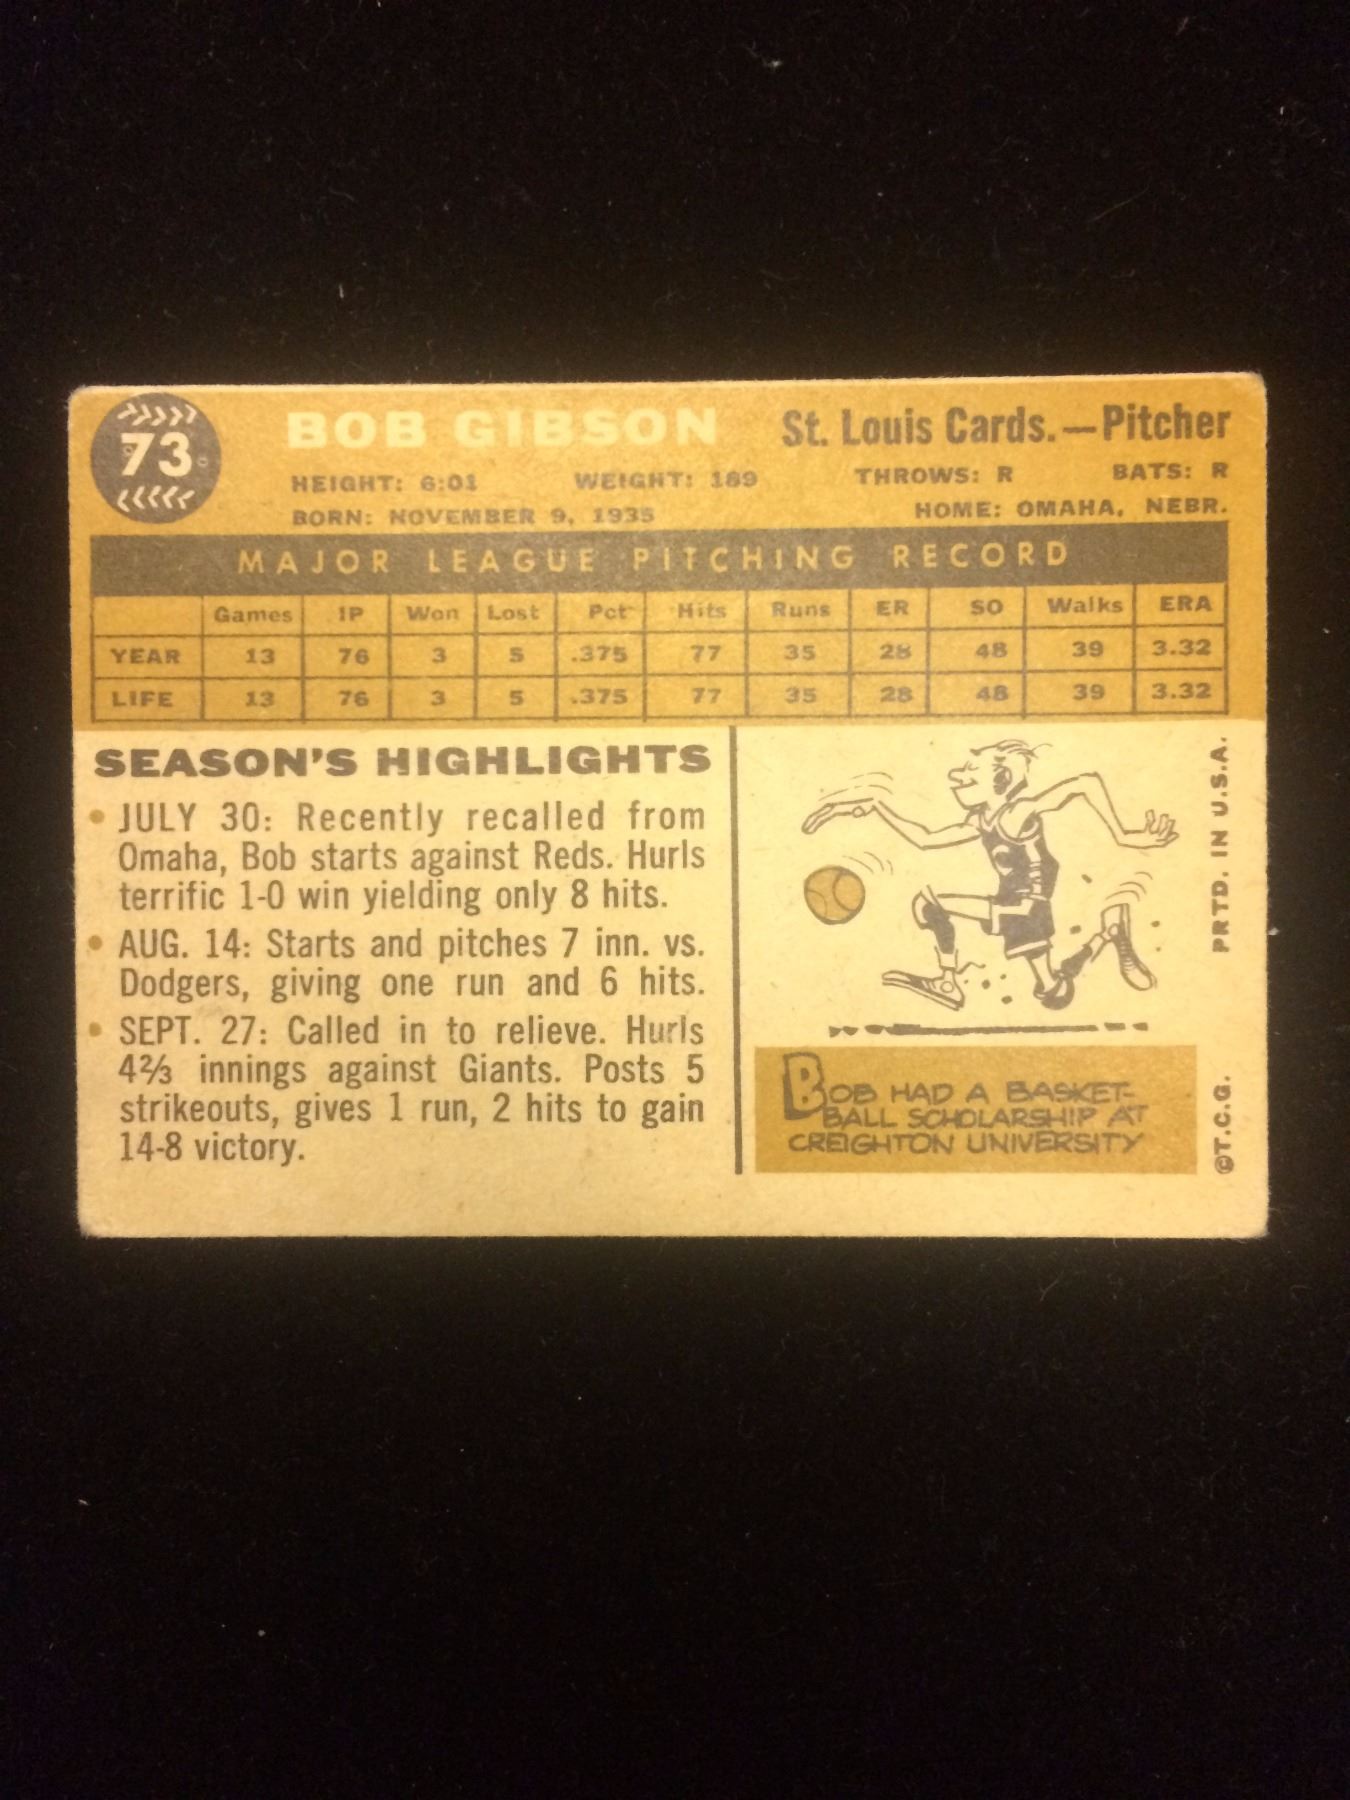 73
BOB GIBSON
St. Louis Cards.—Pitcher
HEIGHT: 6:01 WEIGHT: 189 THROWS: R BATS: R
BORN: NOVEMBER 9, 1935 HOME: OMAHA, NEBR.
MAJOR LEAGUE PITCHING RECORD
Games IP Won Lost Pct Hits Runs ER SO Walks ERA
YEAR 13 76 3 5 .375 77 35 28 48 39 3.32
LIFE 13 76 3 5 .375 77 35 28 48 39 3.32
SEASON'S HIGHLIGHTS
• JULY 30: Recently recalled from
Omaha, Bob starts against Reds. Hurls
terrific 1-0 win yielding only 8 hits.
• AUG. 14: Starts and pitches 7 inn. vs.
Dodgers, giving one run and 6 hits.
• SEPT. 27: Called in to relieve. Hurls
4⅔ innings against Giants. Posts 5
strikeouts, gives 1 run, 2 hits to gain
14-8 victory.
BOB HAD A BASKET-
BALL SCHOLARSHIP AT
CREIGHTON UNIVERSITY
©T.C.G.
PRTD. IN U.S.A.